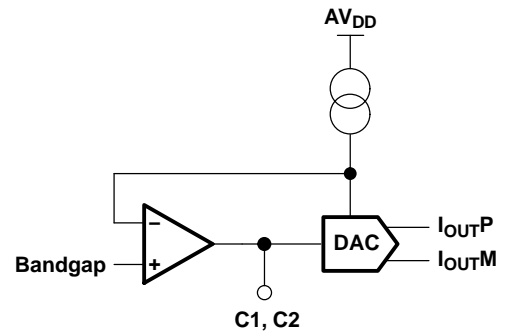 AVDD
−
+
Bandgap
DAC
IOUTP
IOUTM
C1, C2